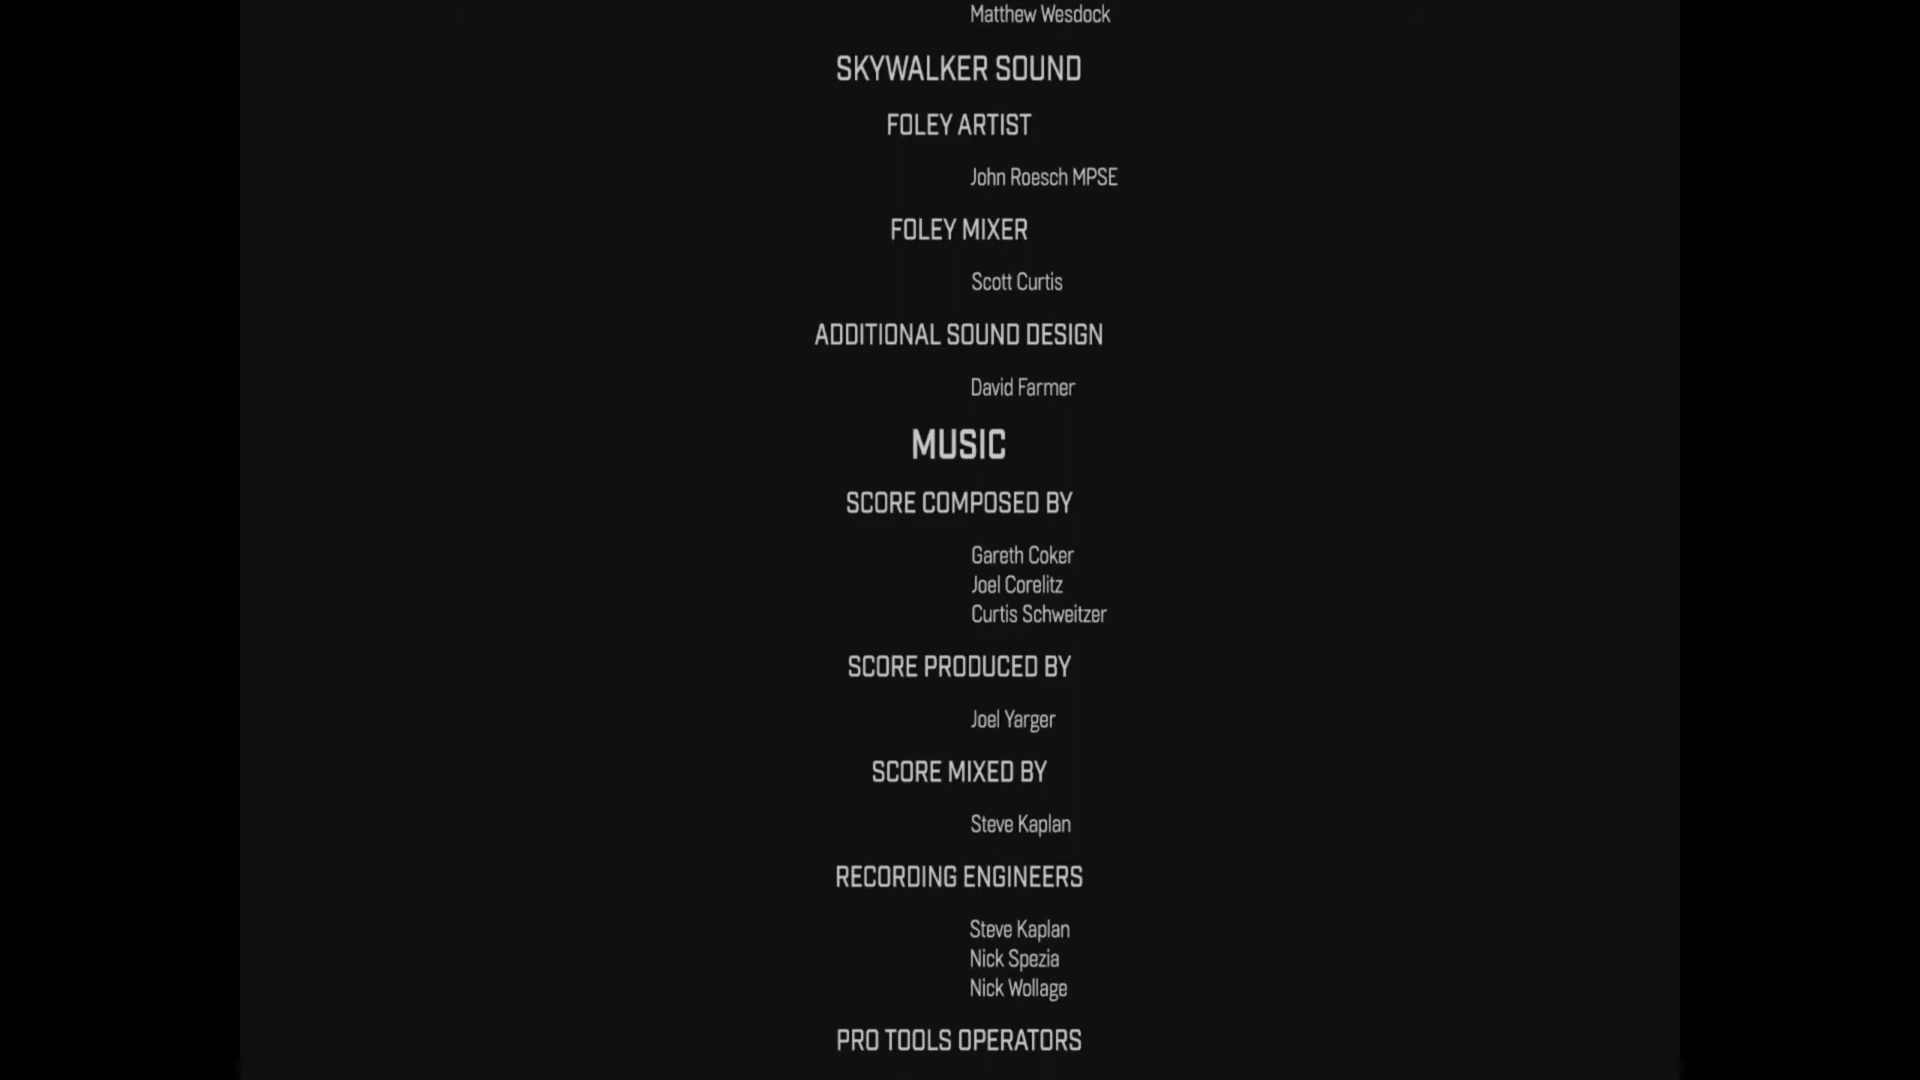 Matthew Wesdock
SKYWALKER SOUND
FOLEY ARTIST
John Roesch MPSE
FOLEY MIXER
Scott Curtis
ADDITIONAL SOUND DESIGN
David Farmer
MUSIC
SCORE COMPOSED BY
Gareth Coker
Joel Corelitz
Curtis Schweitzer
SCORE PRODUCED BY
Joel Yarger
SCORE MIXED BY
Steve Kaplan
RECORDING ENGINEERS
Steve Kaplan
Nick Spezia
Nick Wollage
PRO TOOLS OPERATORS